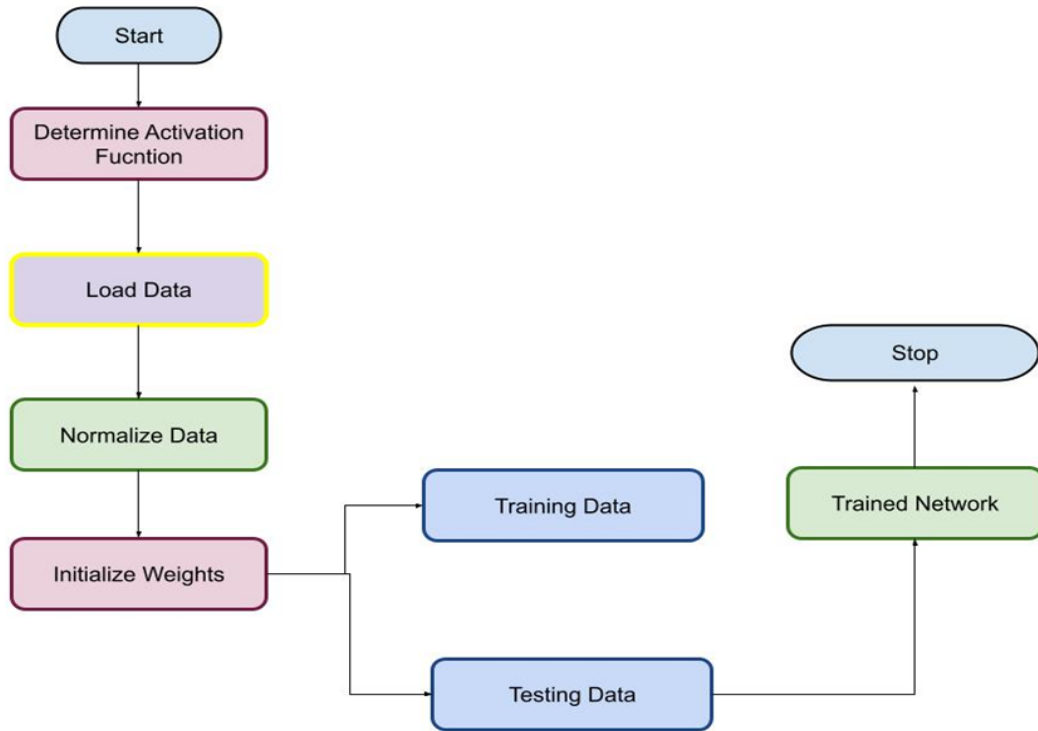 Start
Determine Activation
Fucntion
Load Data
Normalize Data
Initialize Weights
Training Data
Testing Data
Trained Network
Stop